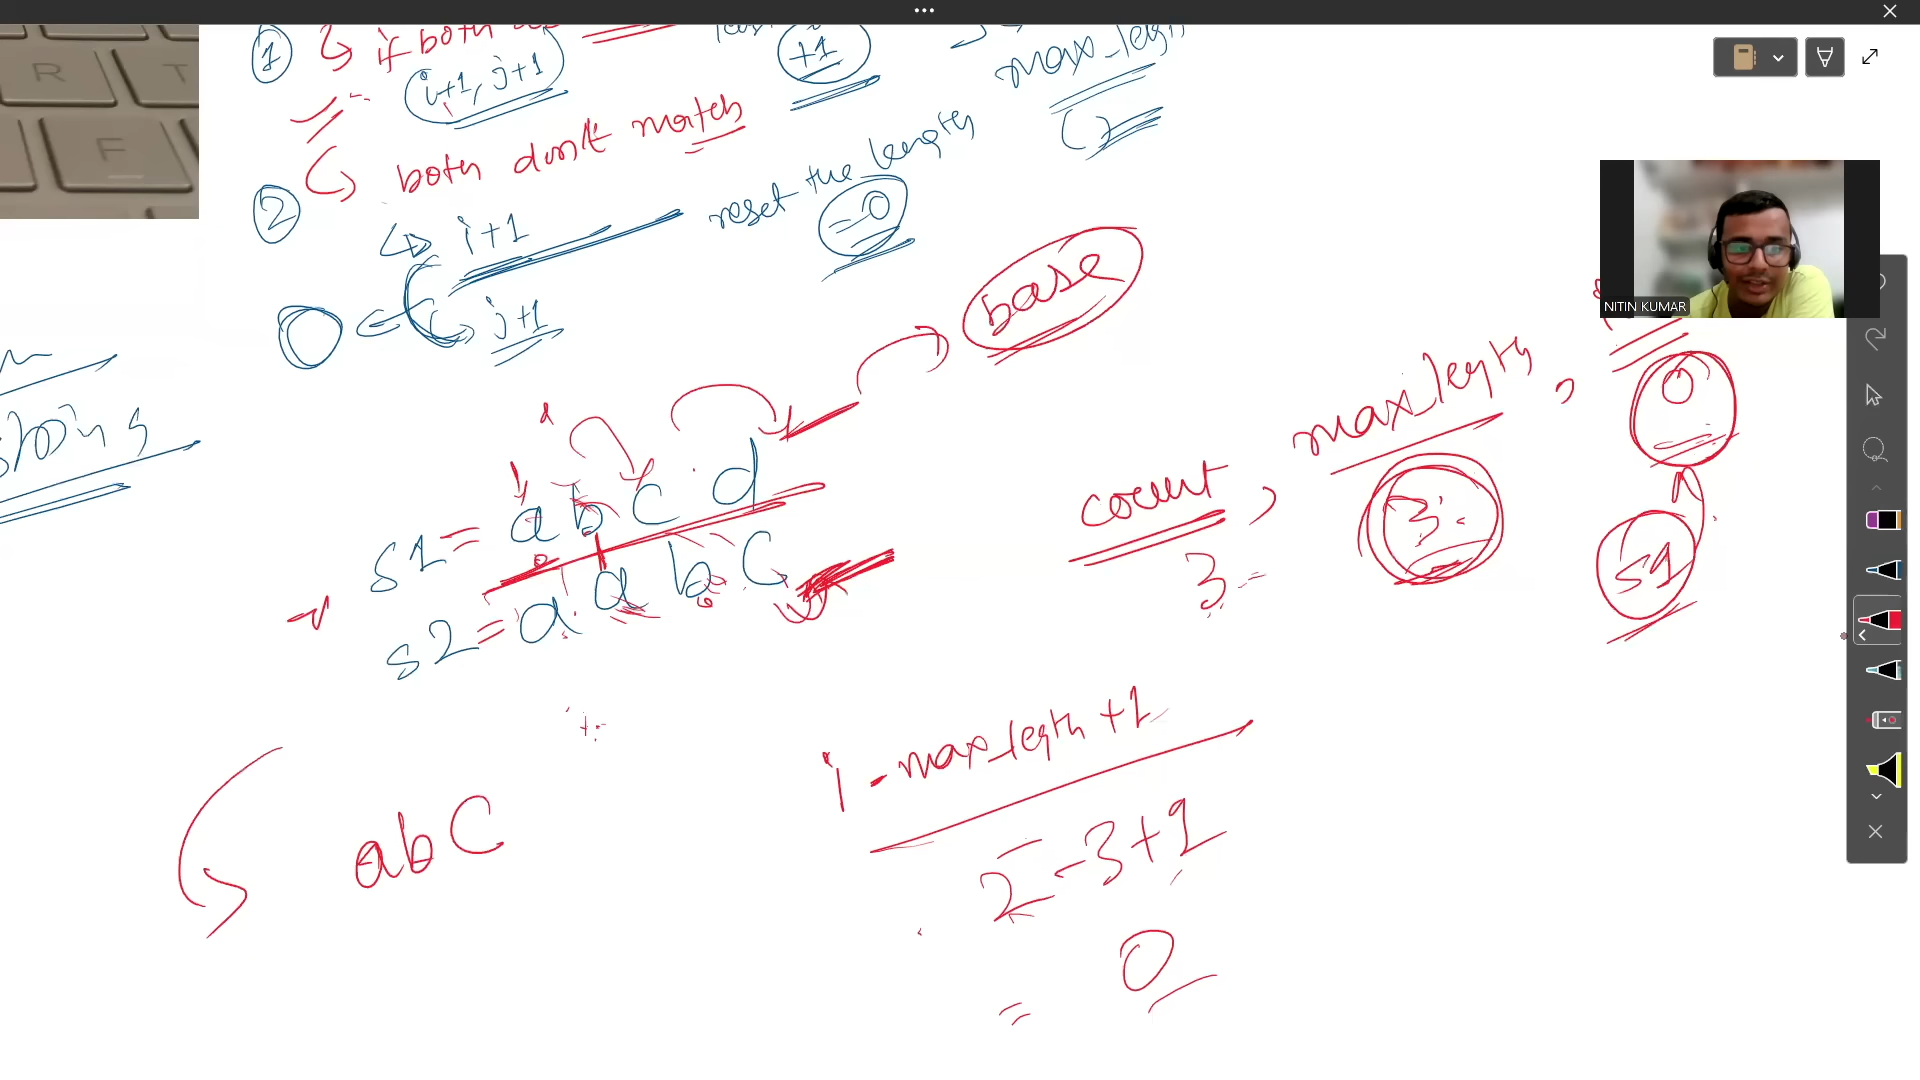 R T
F
1 if both
i+1, j+1
+1
max_length
both don't match
2
i+1
reset the length
=0
j+1
base
NITIN KUMAR
s1 = a b c d
s2 = a a b c
count, max_length,
3
3
0
s1
i - max_length + 1
2 - 3 + 1
= 0
abc